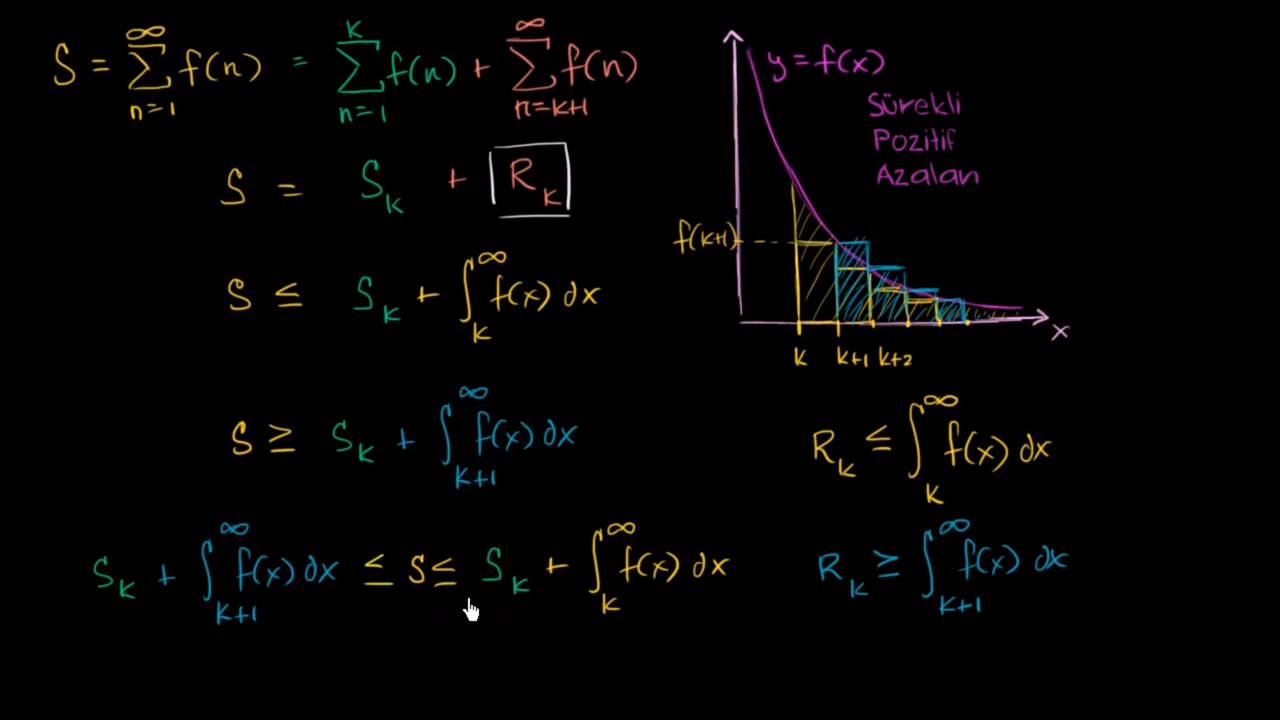 S = ∑_{n=1}^{∞} f(n) = ∑_{n=1}^{k} f(n) + ∑_{n=k+1}^{∞} f(n)
S = S_k + R_k
S ≤ S_k + ∫_k^∞ f(x) dx
S ≥ S_k + ∫_{k+1}^∞ f(x) dx
S_k + ∫_{k+1}^∞ f(x) dx ≤ S ≤ S_k + ∫_k^∞ f(x) dx
y = f(x)
Sürekli
Pozitif
Azalan
f(k+1)
k k+1 k+2
x
R_k ≤ ∫_k^∞ f(x) dx
R_k ≥ ∫_{k+1}^∞ f(x) dx